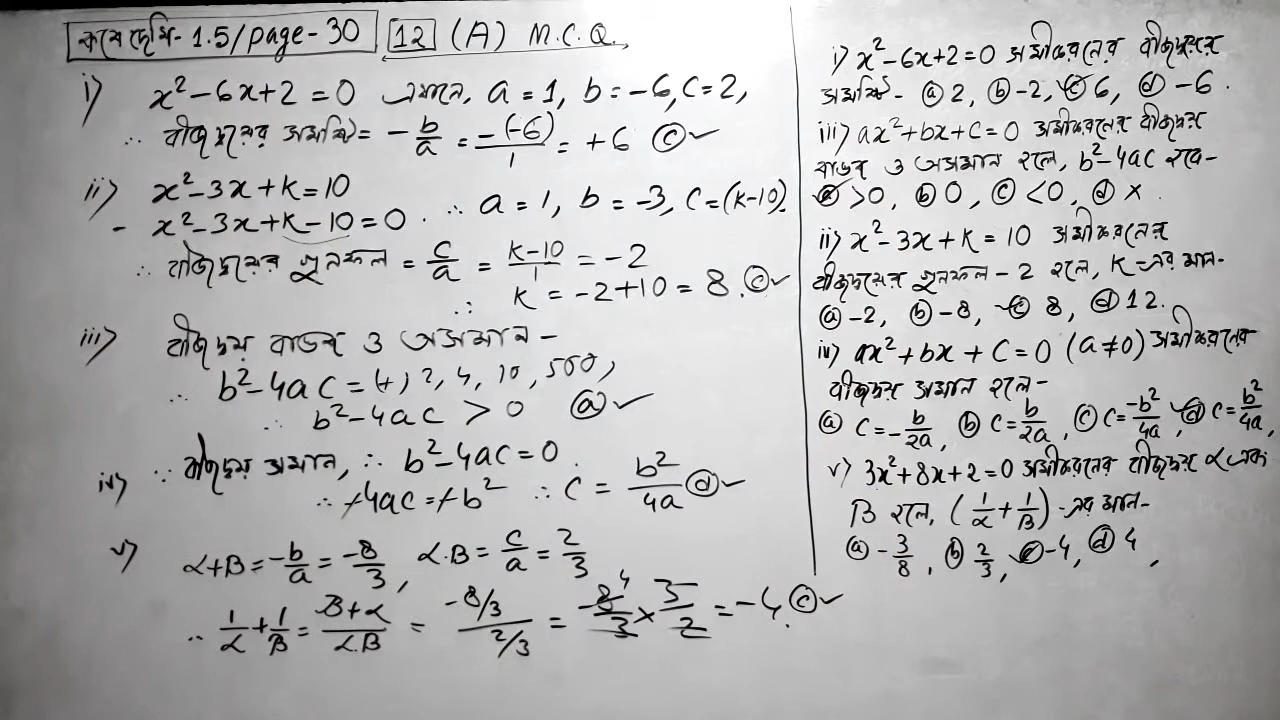 কষে দেখি- 1.5/page-30 12 (A) M.C.Q.,
i) x²-6x+2=0 এখানে, a=1, b=-6, c=2,
∴ বীজদ্বয়ের সমষ্টি= -b/a = -(-6)/1 = +6 ⓒ✓
ii) x²-3x+k=10
- x²-3x+k-10=0. ∴ a=1, b=-3, c=(k-10).
∴ বীজদ্বয়ের গুনফল = c/a = k-10/1 = -2
∴ k = -2+10 = 8. ⓒ✓
iii) বীজদ্বয় বাস্তব ও অসমান-
∴ b²-4ac = 1, 2, 4, 10, 500,
∴ b²-4ac > 0 ⓐ✓
iv) ∵ বীজদ্বয় সমান, ∴ b²-4ac=0.
∴ -4ac=-b² ∴ c = b²/4a ⓓ✓
v) α+β = -b/a = -8/3, α.β = c/a = 2/3
∴ 1/α + 1/β = β+α/α.β = -8/3 / 2/3 = -8/3 × 3/2 = -4. ⓒ✓
i) x²-6x+2=0 সমীকরনের বীজদ্বয়ের
সমষ্টি- ⓐ 2, ⓑ -2, ⓒ 6, ⓓ -6.
iii) ax²+bx+c=0 সমীকরনের বীজদ্বয়
বাস্তব ও অসমান হলে, b²-4ac হবে-
ⓐ >0, ⓑ 0, ⓒ <0, ⓓ ×.
ii) x²-3x+k=10 সমীকরনের
বীজদ্বয়ের গুনফল -2 হলে, k-এর মান-
ⓐ -2, ⓑ -8, ⓒ 8, ⓓ 12.
iv) ax²+bx+c=0 (a≠0) সমীকরনের
বীজদ্বয় সমান হলে-
ⓐ c=-b/2a, ⓑ c=b/2a, ⓒ c=-b²/4a, ⓓ c=b²/4a,
v) 3x²+8x+2=0 সমীকরনের বীজদ্বয় α এবং
β হলে, (1/α+1/β)-এর মান-
ⓐ -3/8, ⓑ 2/3, ⓒ -4, ⓓ 4,